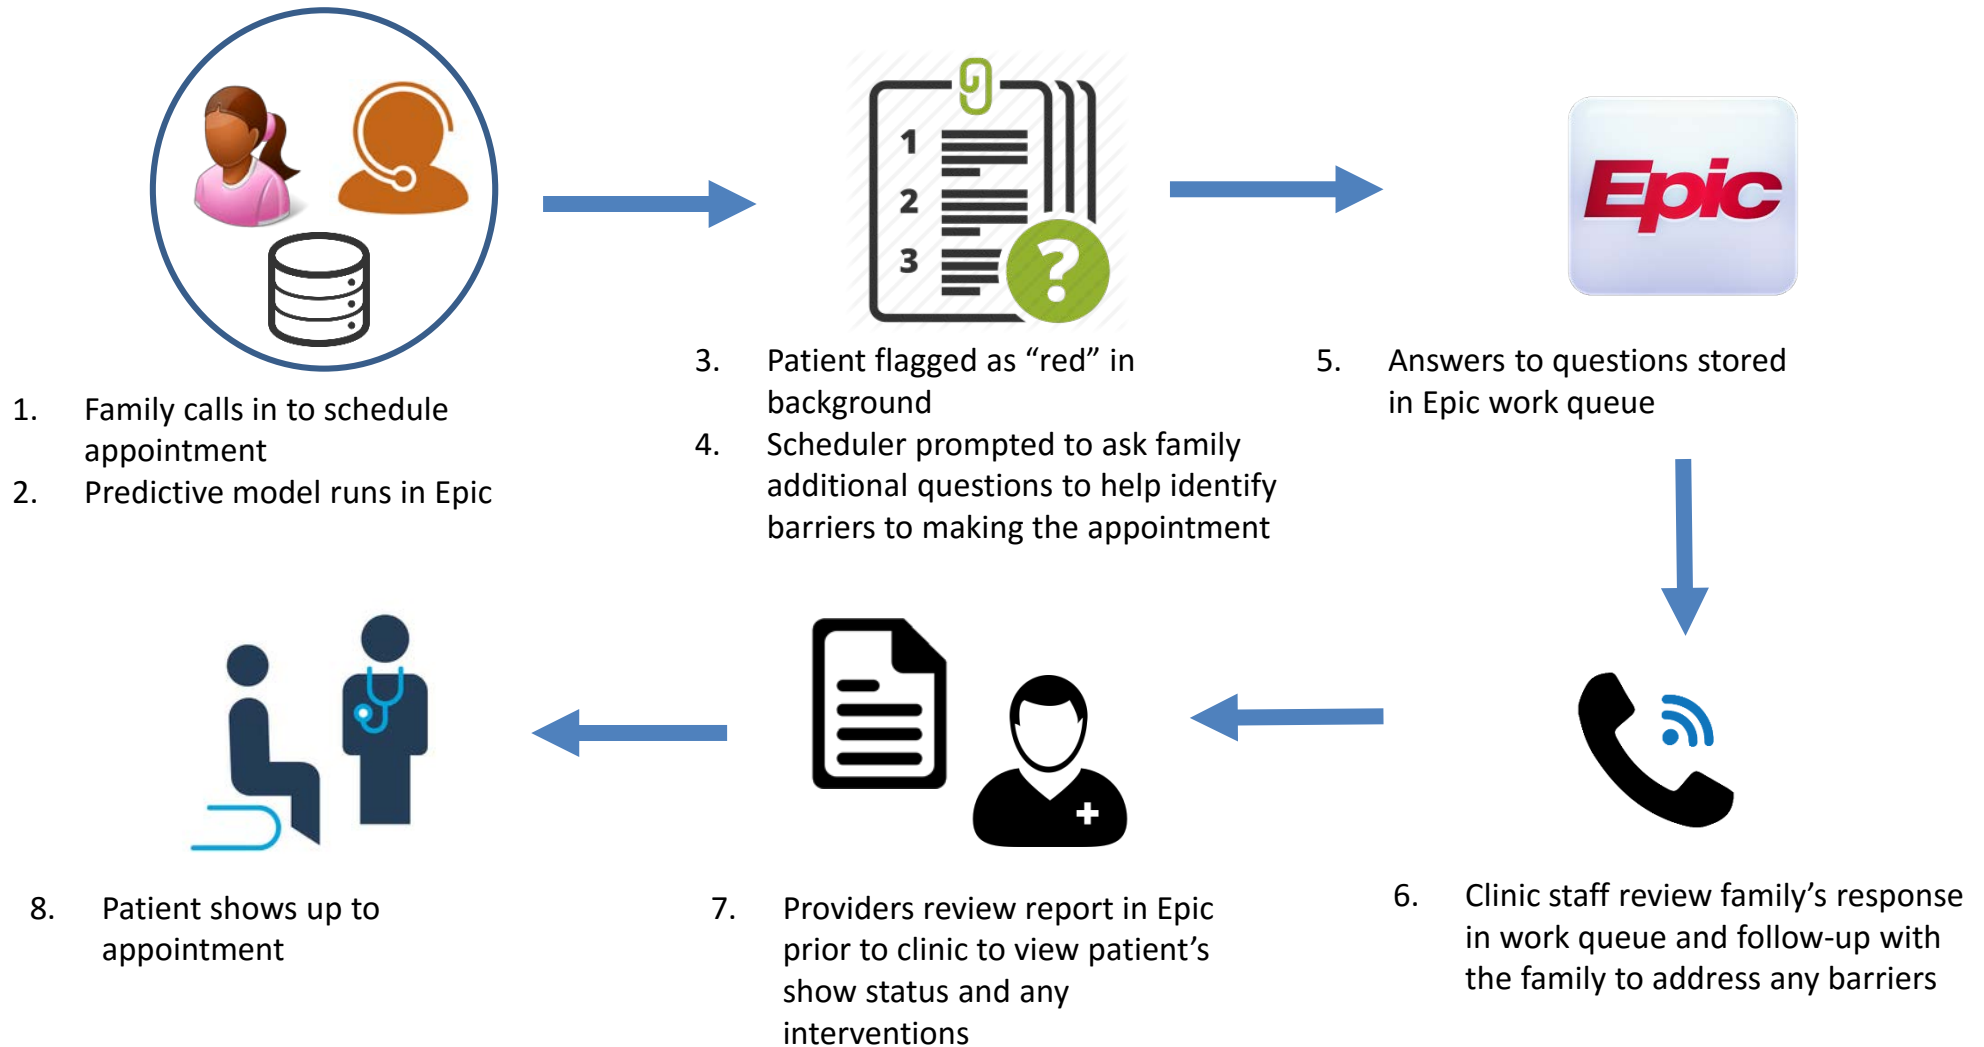 1
2
3
?
Epic
1. Family calls in to schedule
appointment
2. Predictive model runs in Epic
3. Patient flagged as “red” in
background
4. Scheduler prompted to ask family
additional questions to help identify
barriers to making the appointment
5. Answers to questions stored
in Epic work queue
6. Clinic staff review family’s response
in work queue and follow-up with
the family to address any barriers
7. Providers review report in Epic
prior to clinic to view patient’s
show status and any
interventions
8. Patient shows up to
appointment